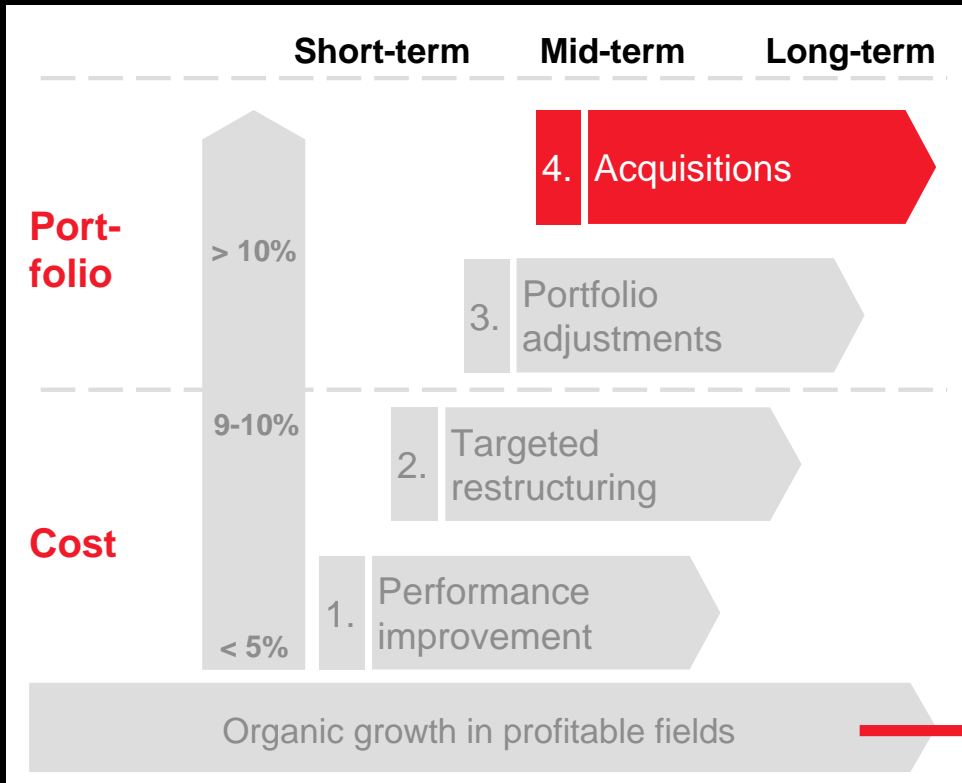 Short-term Mid-term Long-term
4. Acquisitions
Port-
folio
> 10%
3. Portfolio
adjustments
9-10%
2. Targeted
restructuring
Cost
1. Performance
improvement
< 5%
Organic growth in profitable fields